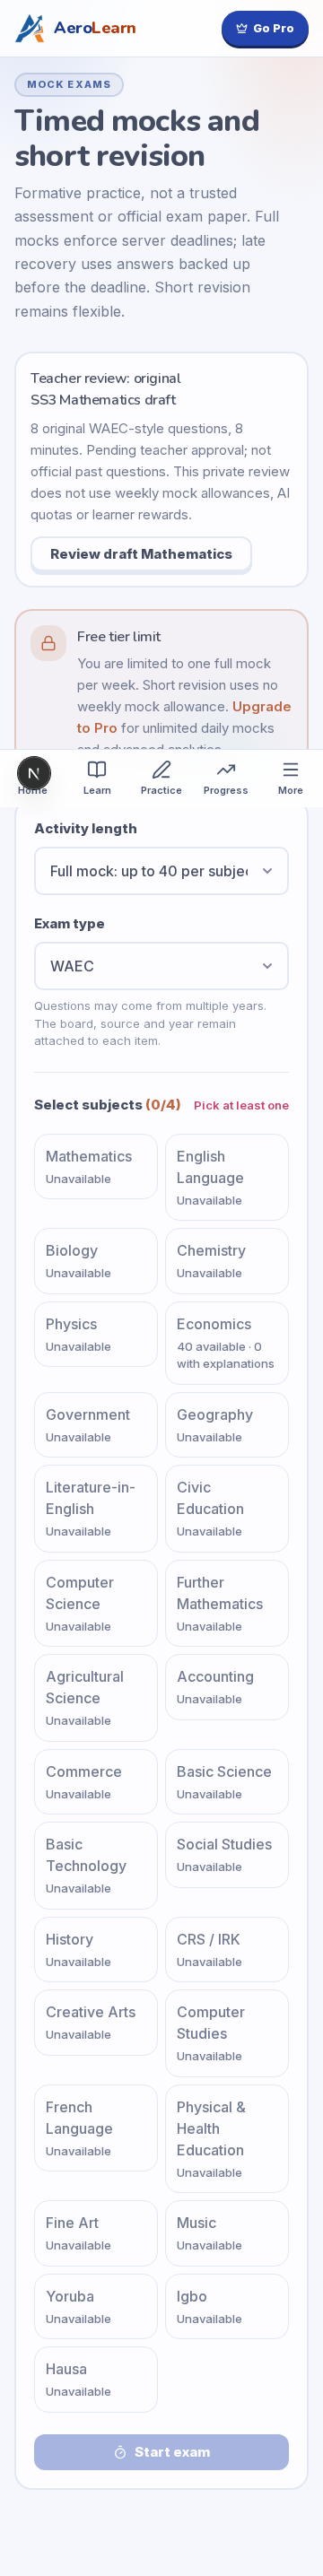 AeroLearn
Go Pro
MOCK EXAMS
Timed mocks and
short revision
Formative practice, not a trusted
assessment or official exam paper. Full
mocks enforce server deadlines; late
recovery uses answers backed up
before the deadline. Short revision
remains flexible.
Teacher review: original
SS3 Mathematics draft
8 original WAEC-style questions, 8
minutes. Pending teacher approval; not
official past questions. This private review
does not use weekly mock allowances, AI
quotas or learner rewards.
Review draft Mathematics
Free tier limit
You are limited to one full mock
per week. Short revision uses no
weekly mock allowance. Upgrade
to Pro for unlimited daily mocks
and advanced analytics.
N
Home
Learn
Practice
Progress
More
Activity length
Full mock: up to 40 per subjec
Exam type
WAEC
Questions may come from multiple years.
The board, source and year remain
attached to each item.
Select subjects (0/4)
Pick at least one
Mathematics
Unavailable
English
Language
Unavailable
Biology
Unavailable
Chemistry
Unavailable
Physics
Unavailable
Economics
40 available · 0
with explanations
Government
Unavailable
Geography
Unavailable
Literature-in-
English
Unavailable
Civic
Education
Unavailable
Computer
Science
Unavailable
Further
Mathematics
Unavailable
Agricultural
Science
Unavailable
Accounting
Unavailable
Commerce
Unavailable
Basic Science
Unavailable
Basic
Technology
Unavailable
Social Studies
Unavailable
History
Unavailable
CRS / IRK
Unavailable
Creative Arts
Unavailable
Computer
Studies
Unavailable
French
Language
Unavailable
Physical &
Health
Education
Unavailable
Fine Art
Unavailable
Music
Unavailable
Yoruba
Unavailable
Igbo
Unavailable
Hausa
Unavailable
Start exam